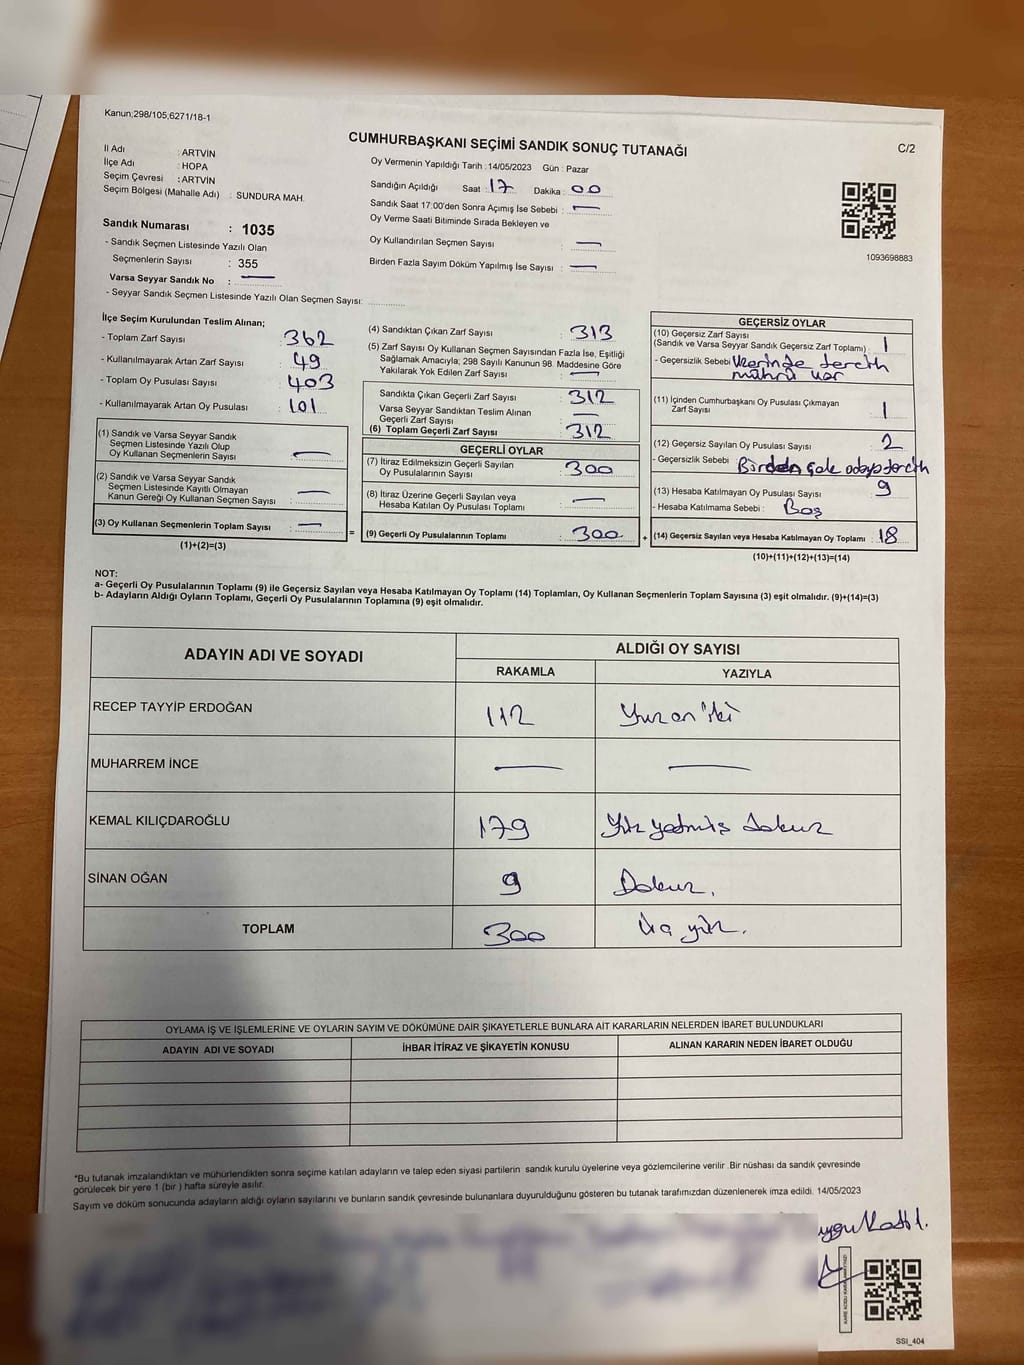 Kanun;298/105,6271/18-1
CUMHURBAŞKANI SEÇİMİ SANDIK SONUÇ TUTANAĞI
C/2
İl Adı : ARTVİN
İlçe Adı : HOPA
Seçim Çevresi : ARTVİN
Seçim Bölgesi (Mahalle Adı) : SUNDURA MAH.
Sandık Numarası : 1035
- Sandık Seçmen Listesinde Yazılı Olan
Seçmenlerin Sayısı : 355
Varsa Seyyar Sandık No : —
- Seyyar Sandık Seçmen Listesinde Yazılı Olan Seçmen Sayısı:
Oy Vermenin Yapıldığı Tarih : 14/05/2023 Gün : Pazar
Sandığın Açıldığı Saat : 17 Dakika : 00
Sandık Saat 17:00'den Sonra Açımış İse Sebebi : —
Oy Verme Saati Bitiminde Sırada Bekleyen ve
Oy Kullandırılan Seçmen Sayısı : —
Birden Fazla Sayım Döküm Yapılmış İse Sayısı : —
1093698883
İlçe Seçim Kurulundan Teslim Alınan;
- Toplam Zarf Sayısı : 362
- Kullanılmayarak Artan Zarf Sayısı : 49
- Toplam Oy Pusulası Sayısı : 403
- Kullanılmayarak Artan Oy Pusulası : 101
(1) Sandık ve Varsa Seyyar Sandık
Seçmen Listesinde Yazılı Olup
Oy Kullanan Seçmenlerin Sayısı : —
(2) Sandık ve Varsa Seyyar Sandık
Seçmen Listesinde Kayıtlı Olmayan
Kanun Gereği Oy Kullanan Seçmen Sayısı : —
(3) Oy Kullanan Seçmenlerin Toplam Sayısı : —
(1)+(2)=(3)
(4) Sandıktan Çıkan Zarf Sayısı : 313
(5) Zarf Sayısı Oy Kullanan Seçmen Sayısından Fazla İse, Eşitliği
Sağlamak Amacıyla; 298 Sayılı Kanunun 98. Maddesine Göre
Yakılarak Yok Edilen Zarf Sayısı : —
Sandıkta Çıkan Geçerli Zarf Sayısı : 312
Varsa Seyyar Sandıktan Teslim Alınan
Geçerli Zarf Sayısı : —
(6) Toplam Geçerli Zarf Sayısı : 312
GEÇERLİ OYLAR
(7) İtiraz Edilmeksizin Geçerli Sayılan
Oy Pusulalarının Sayısı : 300
(8) İtiraz Üzerine Geçerli Sayılan veya
Hesaba Katılan Oy Pusulası Toplamı : —
= (9) Geçerli Oy Pusulalarının Toplamı : 300
GEÇERSİZ OYLAR
(10) Geçersiz Zarf Sayısı
(Sandık ve Varsa Seyyar Sandık Geçersiz Zarf Toplamı) : 1
- Geçersizlik Sebebi : Üzerinde tercih
mührü var
(11) İçinden Cumhurbaşkanı Oy Pusulası Çıkmayan
Zarf Sayısı : 1
(12) Geçersiz Sayılan Oy Pusulası Sayısı : 2
- Geçersizlik Sebebi : Birden çok adaya tercih
(13) Hesaba Katılmayan Oy Pusulası Sayısı : 9
- Hesaba Katılmama Sebebi : Boş
+ (14) Geçersiz Sayılan veya Hesaba Katılmayan Oy Toplamı : 18
(10)+(11)+(12)+(13)=(14)
NOT:
a- Geçerli Oy Pusulalarının Toplamı (9) ile Geçersiz Sayılan veya Hesaba Katılmayan Oy Toplamı (14) Toplamları, Oy Kullanan Seçmenlerin Toplam Sayısına (3) eşit olmalıdır. (9)+(14)=(3)
b- Adayların Aldığı Oyların Toplamı, Geçerli Oy Pusulalarının Toplamına (9) eşit olmalıdır.
ADAYIN ADI VE SOYADI
ALDIĞI OY SAYISI
RAKAMLA YAZIYLA
RECEP TAYYİP ERDOĞAN 112 Yüz on iki
MUHARREM İNCE — —
KEMAL KILIÇDAROĞLU 179 Yüz yetmiş dokuz
SİNAN OĞAN 9 Dokuz.
TOPLAM 300 Üç yüz.
OYLAMA İŞ VE İŞLEMLERİNE VE OYLARIN SAYIM VE DÖKÜMÜNE DAİR ŞİKAYETLERLE BUNLARA AİT KARARLARIN NELERDEN İBARET BULUNDUKLARI
ADAYIN ADI VE SOYADI İHBAR İTİRAZ VE ŞİKAYETİN KONUSU ALINAN KARARIN NEDEN İBARET OLDUĞU
*Bu tutanak imzalandıktan ve mühürlendikten sonra seçime katılan adayların ve talep eden siyasi partilerin sandık kurulu üyelerine veya gözlemcilerine verilir .Bir nüshası da sandık çevresinde
görülecek bir yere 1 (bir ) hafta süreyle asılır.
Sayım ve döküm sonucunda adayların aldığı oyların sayılarını ve bunların sandık çevresinde bulunanlara duyurulduğunu gösteren bu tutanak tarafımızdan düzenlenerek imza edildi. 14/05/2023
SSI_404